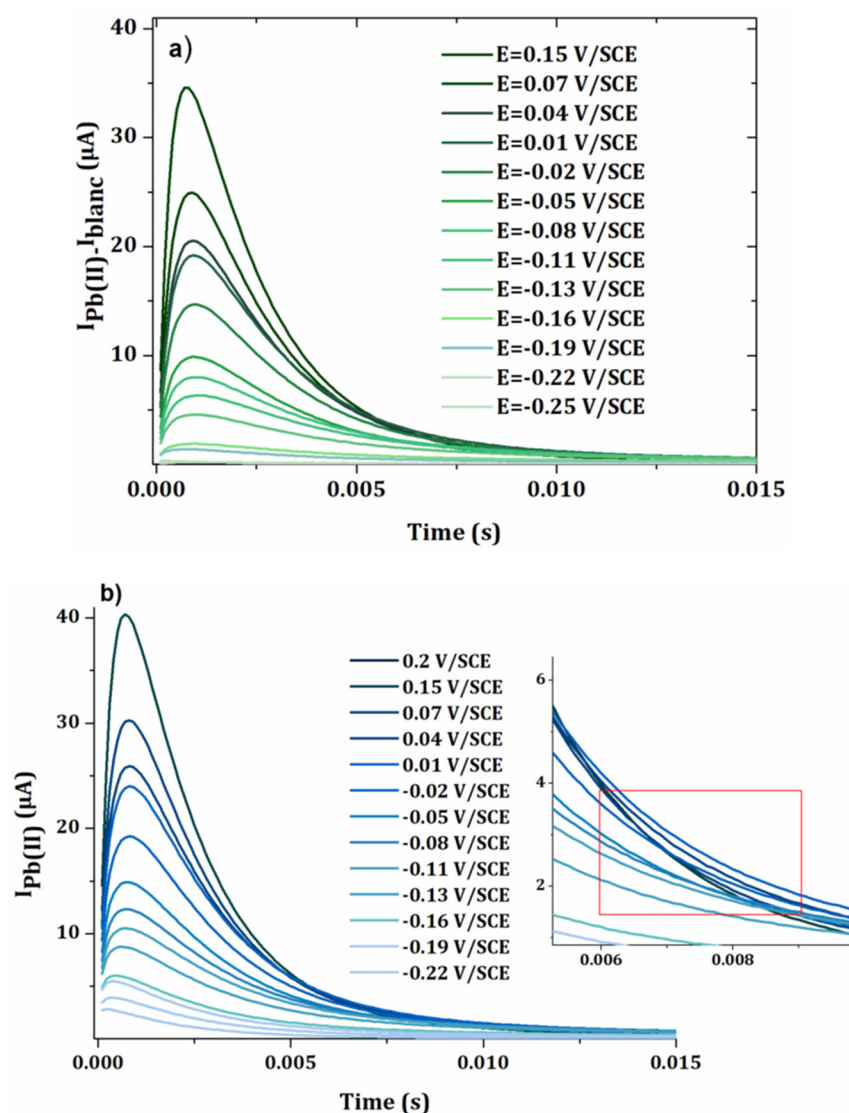 a)
40
30
20
10
I_Pb(II)-I_blanc (µA)
E=0.15 V/SCE
E=0.07 V/SCE
E=0.04 V/SCE
E=0.01 V/SCE
E=-0.02 V/SCE
E=-0.05 V/SCE
E=-0.08 V/SCE
E=-0.11 V/SCE
E=-0.13 V/SCE
E=-0.16 V/SCE
E=-0.19 V/SCE
E=-0.22 V/SCE
E=-0.25 V/SCE
0.000 0.005 0.010 0.015
Time (s)
b)
40
30
20
10
I_Pb(II) (µA)
0.2 V/SCE
0.15 V/SCE
0.07 V/SCE
0.04 V/SCE
0.01 V/SCE
-0.02 V/SCE
-0.05 V/SCE
-0.08 V/SCE
-0.11 V/SCE
-0.13 V/SCE
-0.16 V/SCE
-0.19 V/SCE
-0.22 V/SCE
6
4
2
0.006 0.008
0.000 0.005 0.010 0.015
Time (s)